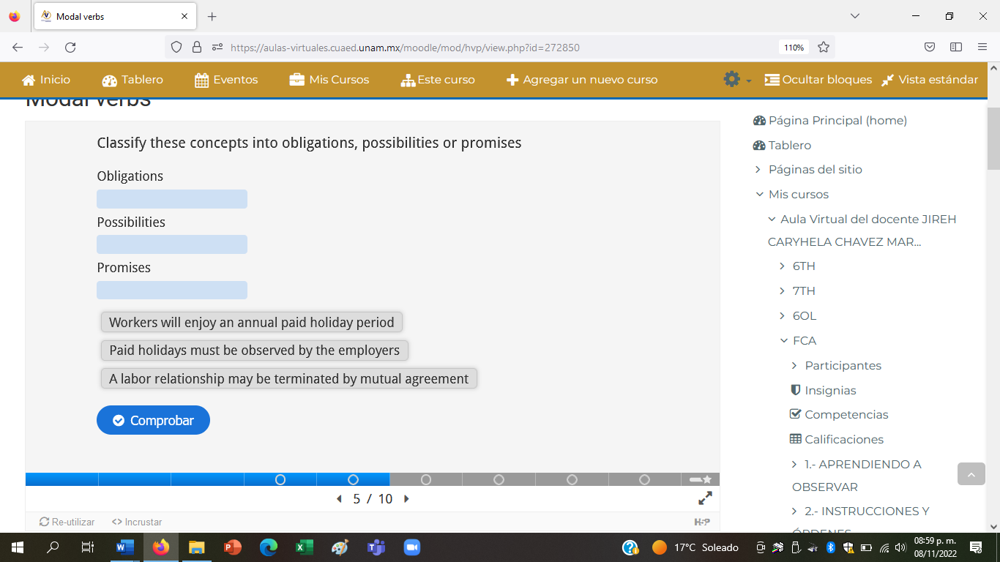 Modal verbs
https://aulas-virtuales.cuaed.unam.mx/moodle/mod/hvp/view.php?id=272850
110%
Inicio
Tablero
Eventos
Mis Cursos
Este curso
Agregar un nuevo curso
Ocultar bloques
Vista estándar
Modal verbs
Classify these concepts into obligations, possibilities or promises
Obligations
Possibilities
Promises
Workers will enjoy an annual paid holiday period
Paid holidays must be observed by the employers
A labor relationship may be terminated by mutual agreement
Comprobar
5 / 10
Re-utilizar
<> Incrustar
H-P
Página Principal (home)
Tablero
Páginas del sitio
Mis cursos
Aula Virtual del docente JIREH
CARYHELA CHAVEZ MAR...
6TH
7TH
6OL
FCA
Participantes
Insignias
Competencias
Calificaciones
1.- APRENDIENDO A
OBSERVAR
2.- INSTRUCCIONES Y
ÓRDENES
17°C Soleado
08:59 p. m.
08/11/2022